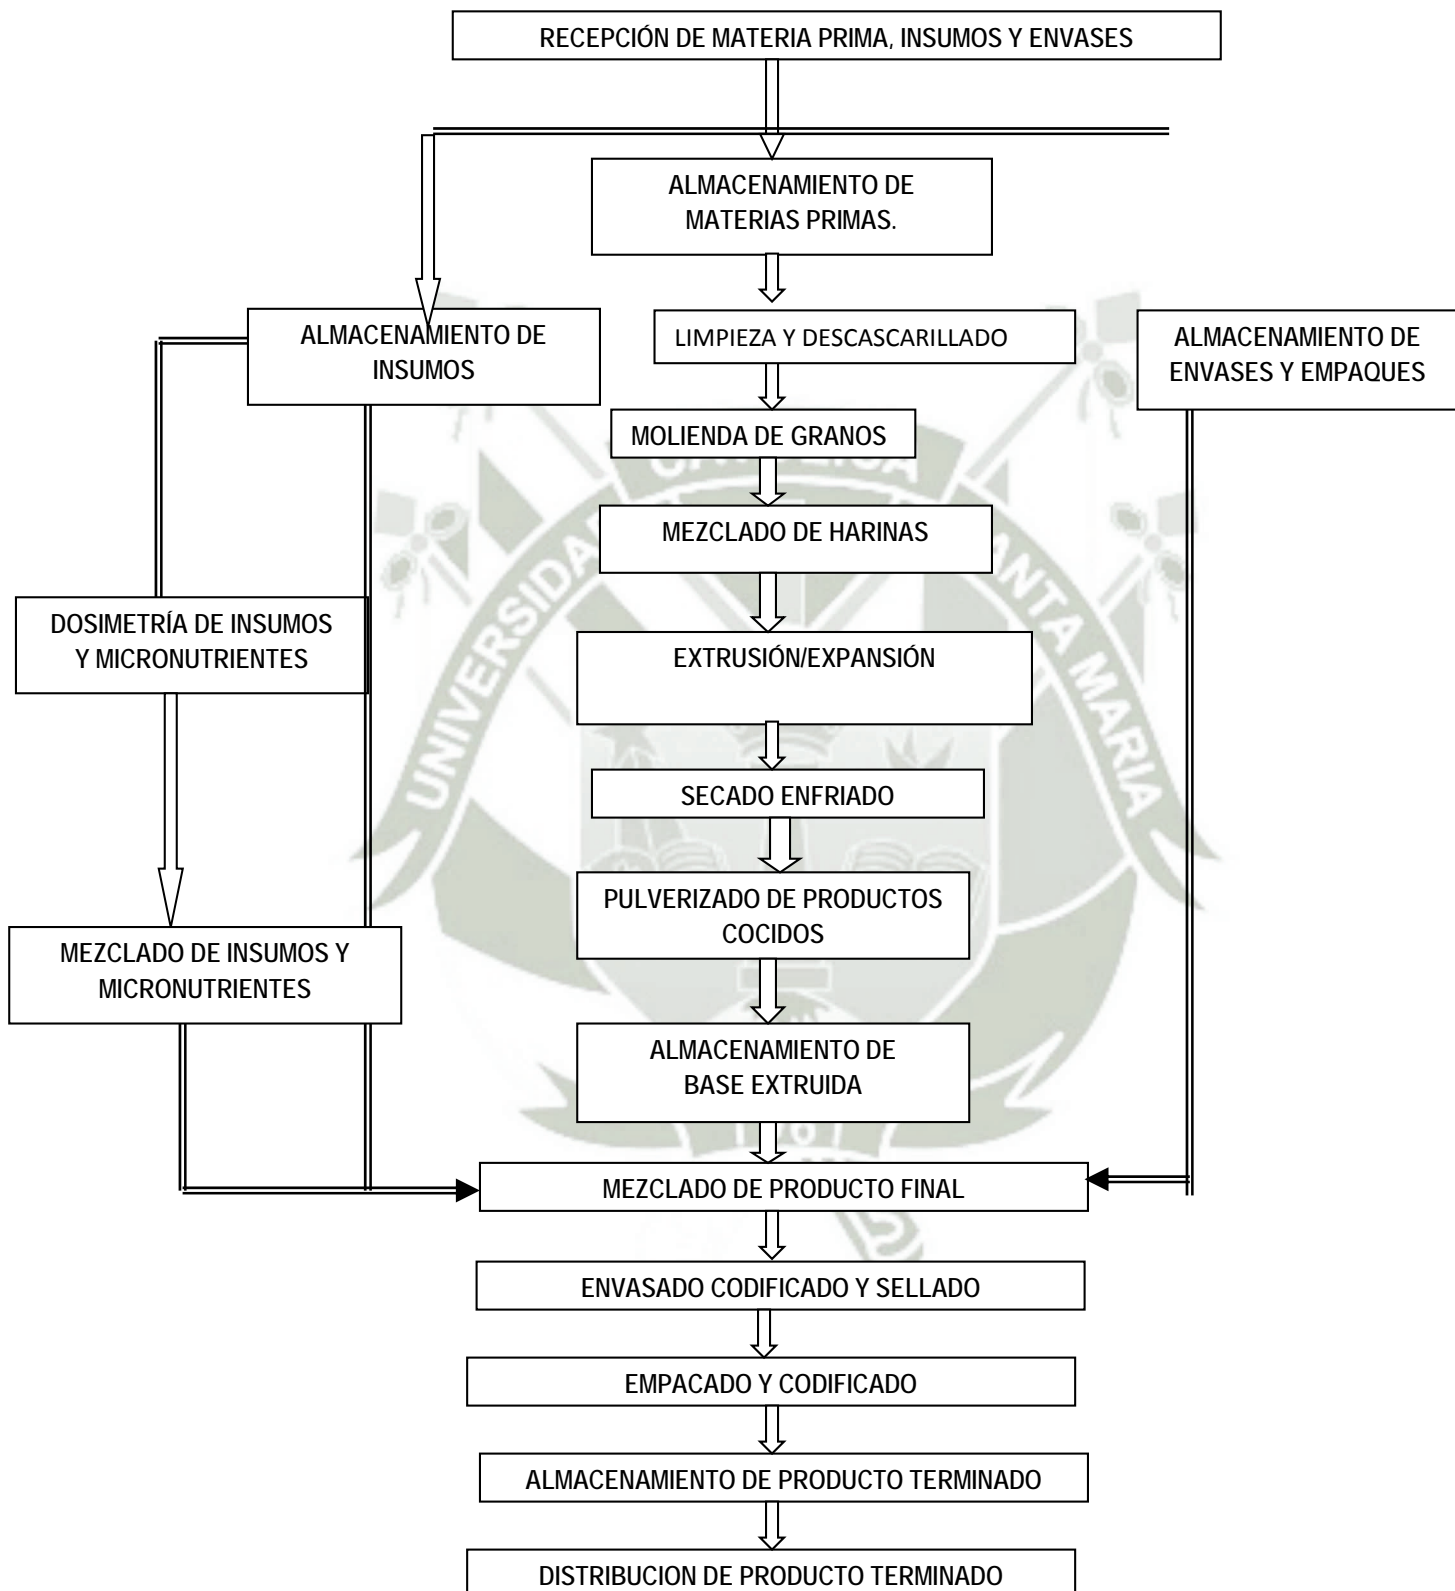 RECEPCIÓN DE MATERIA PRIMA, INSUMOS Y ENVASES
ALMACENAMIENTO DE
MATERIAS PRIMAS.
ALMACENAMIENTO DE
INSUMOS
LIMPIEZA Y DESCASCARILLADO
ALMACENAMIENTO DE
ENVASES Y EMPAQUES
MOLIENDA DE GRANOS
MEZCLADO DE HARINAS
DOSIMETRÍA DE INSUMOS
Y MICRONUTRIENTES
EXTRUSIÓN/EXPANSIÓN
SECADO ENFRIADO
PULVERIZADO DE PRODUCTOS
COCIDOS
MEZCLADO DE INSUMOS Y
MICRONUTRIENTES
ALMACENAMIENTO DE
BASE EXTRUIDA
MEZCLADO DE PRODUCTO FINAL
ENVASADO CODIFICADO Y SELLADO
EMPACADO Y CODIFICADO
ALMACENAMIENTO DE PRODUCTO TERMINADO
DISTRIBUCION DE PRODUCTO TERMINADO